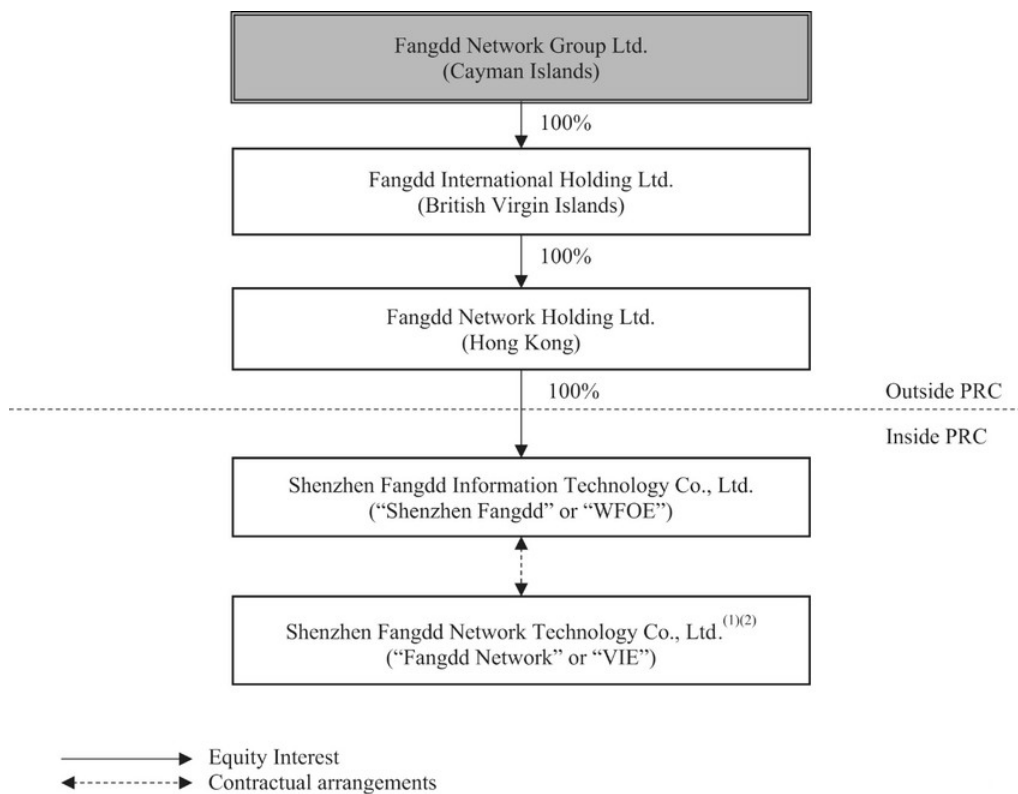 Fangdd Network Group Ltd.
(Cayman Islands)
100%
Fangdd International Holding Ltd.
(British Virgin Islands)
100%
Fangdd Network Holding Ltd.
(Hong Kong)
100%
Outside PRC
Inside PRC
Shenzhen Fangdd Information Technology Co., Ltd.
(“Shenzhen Fangdd” or “WFOE”)
Shenzhen Fangdd Network Technology Co., Ltd.(1)(2)
(“Fangdd Network” or “VIE”)
Equity Interest
Contractual arrangements